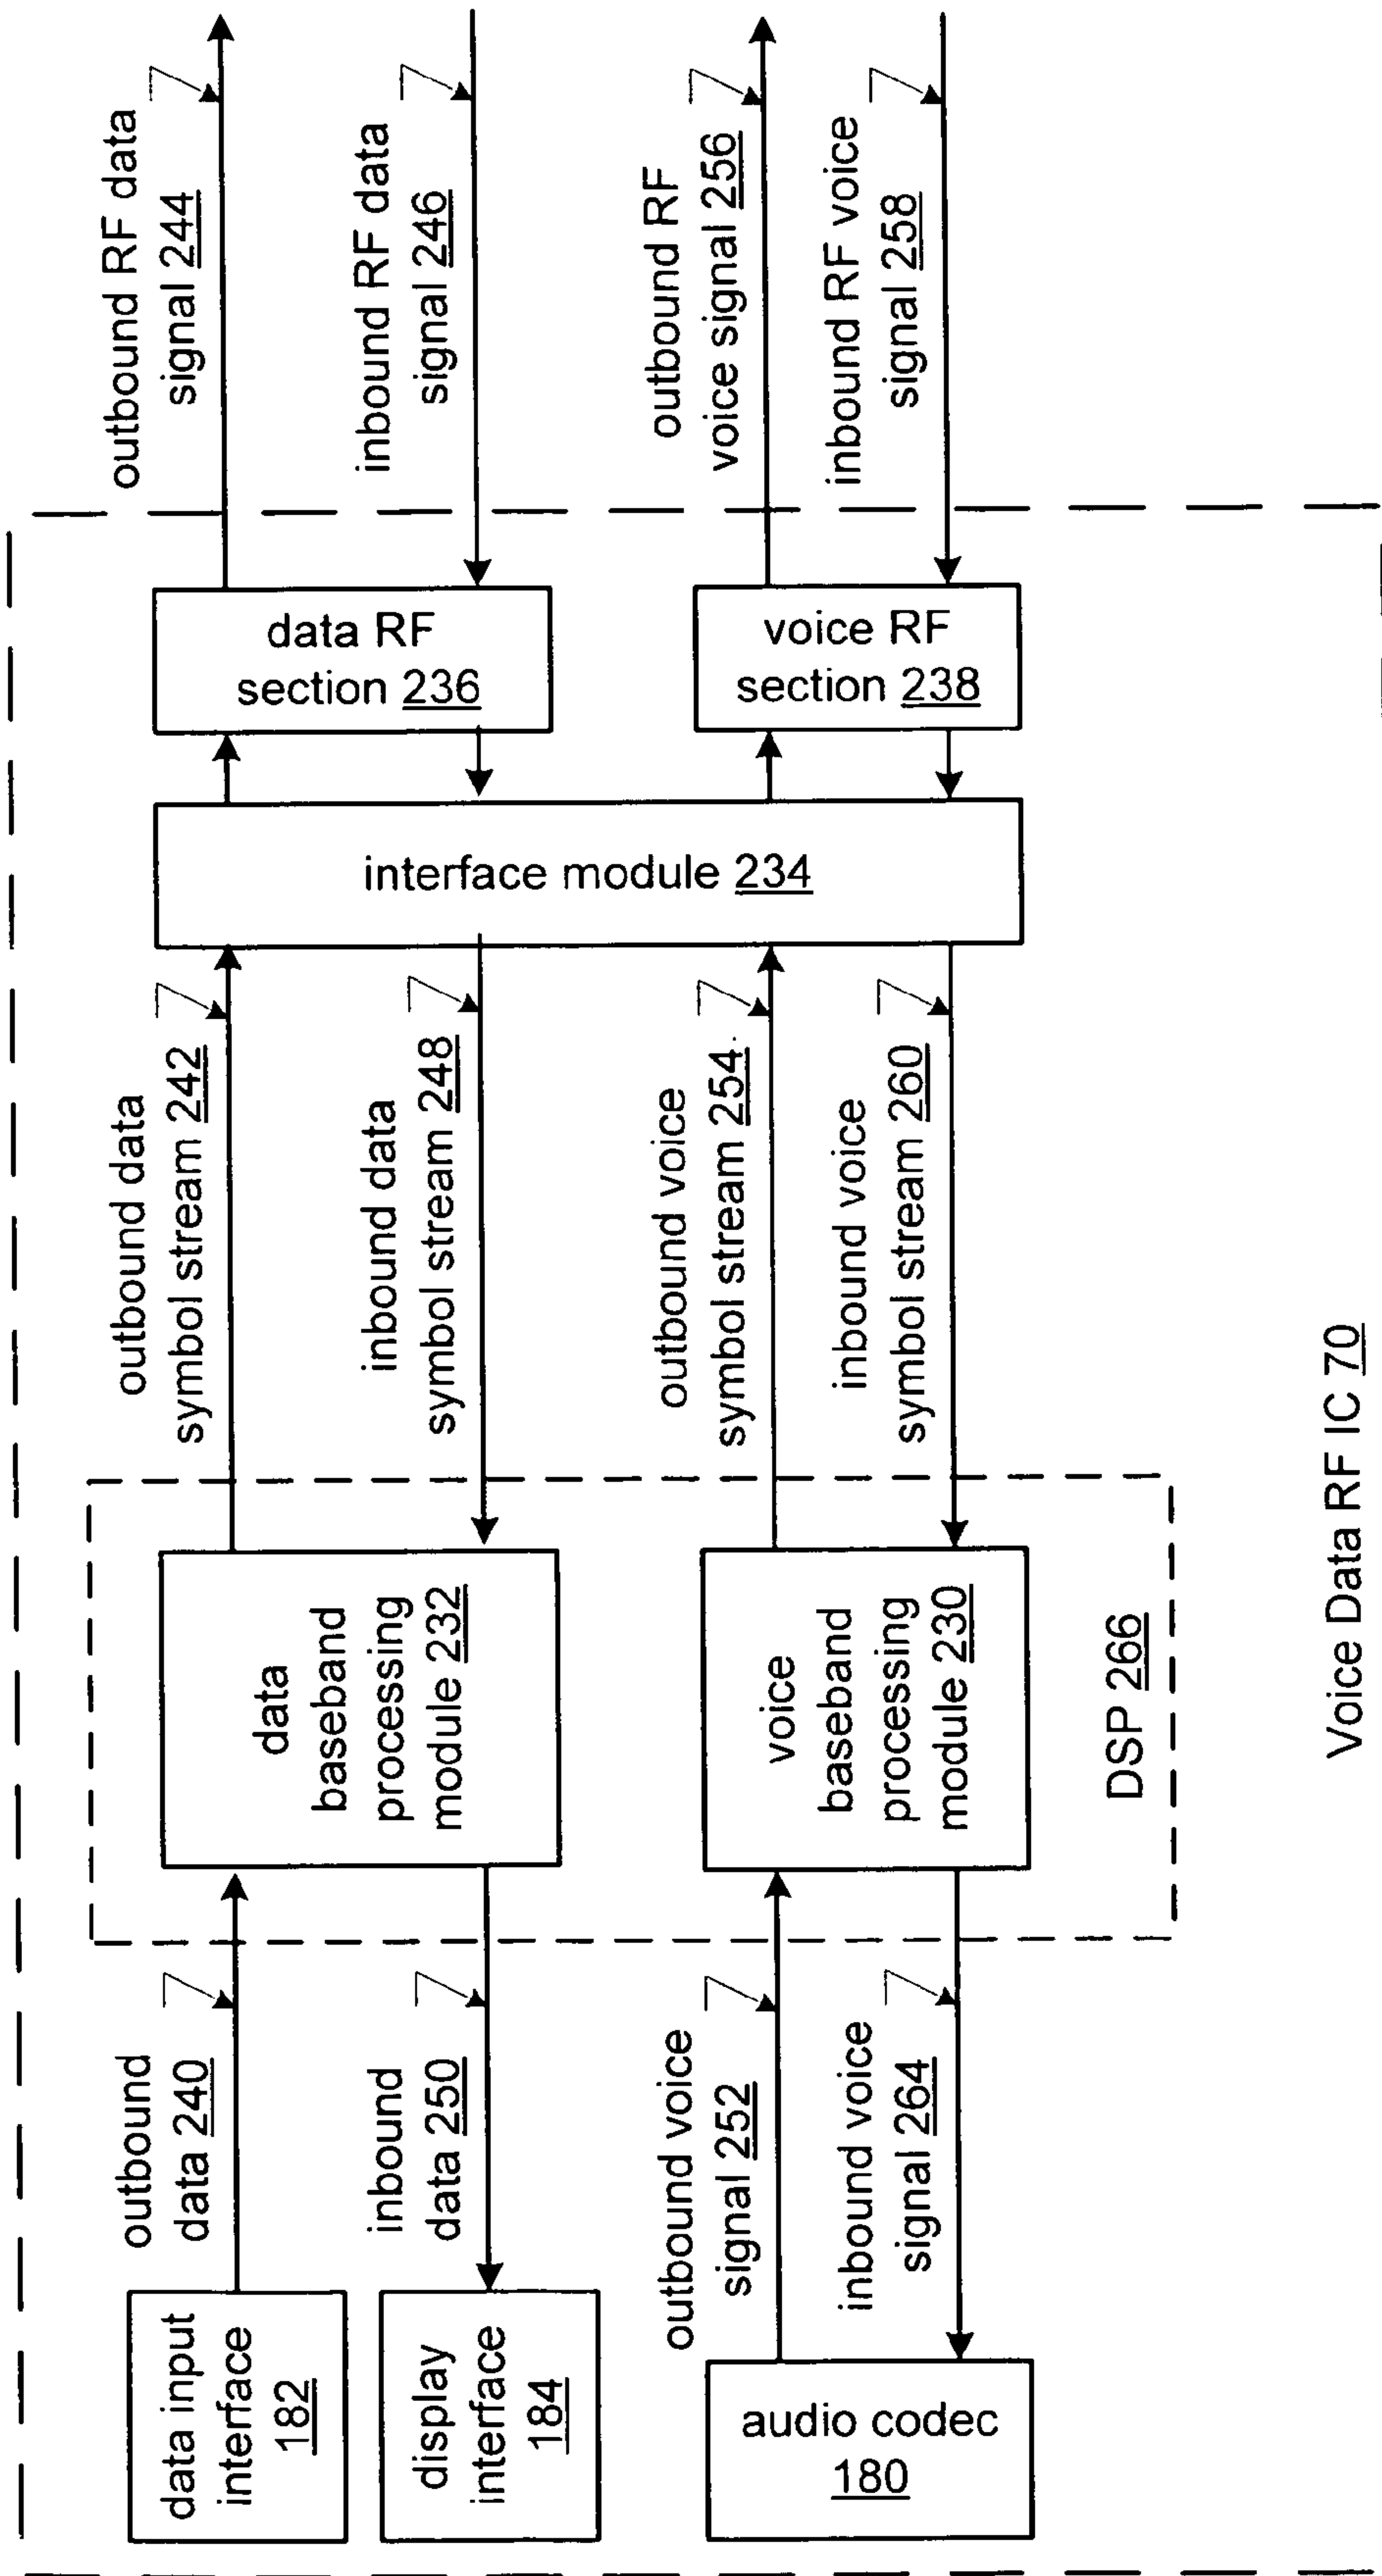 data input
interface
182
outbound
data 240
display
interface
184
inbound
data 250
data
baseband
processing
module 232
outbound data
symbol stream 242
inbound data
symbol stream 248
interface module 234
data RF
section 236
outbound RF data
signal 244
inbound RF data
signal 246
audio codec
180
outbound voice
signal 252
inbound voice
signal 264
voice
baseband
processing
module 230
DSP 266
outbound voice
symbol stream 254
inbound voice
symbol stream 260
voice RF
section 238
outbound RF
voice signal 256
inbound RF voice
signal 258
Voice Data RF IC 70